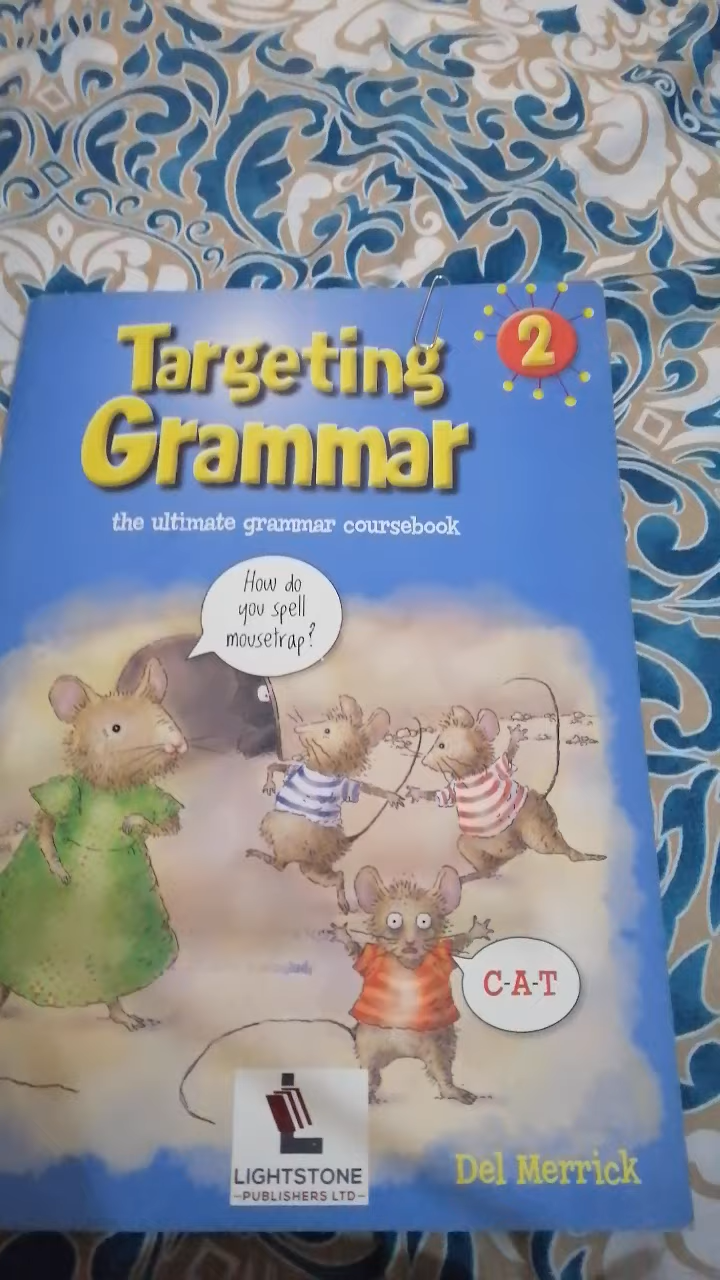 Targeting
Grammar
2
the ultimate grammar coursebook
How do
you spell
mousetrap?
C-A-T
LIGHTSTONE
PUBLISHERS LTD
Del Merrick